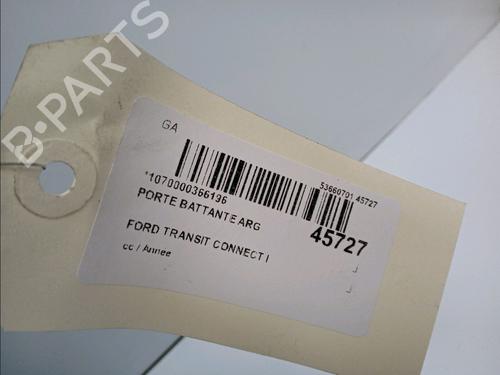 B-PARTS
GA
*1070000366196
53660701 45727
PORTE BATTANTE ARG
45727
FORD TRANSIT CONNECT I
cc / Année